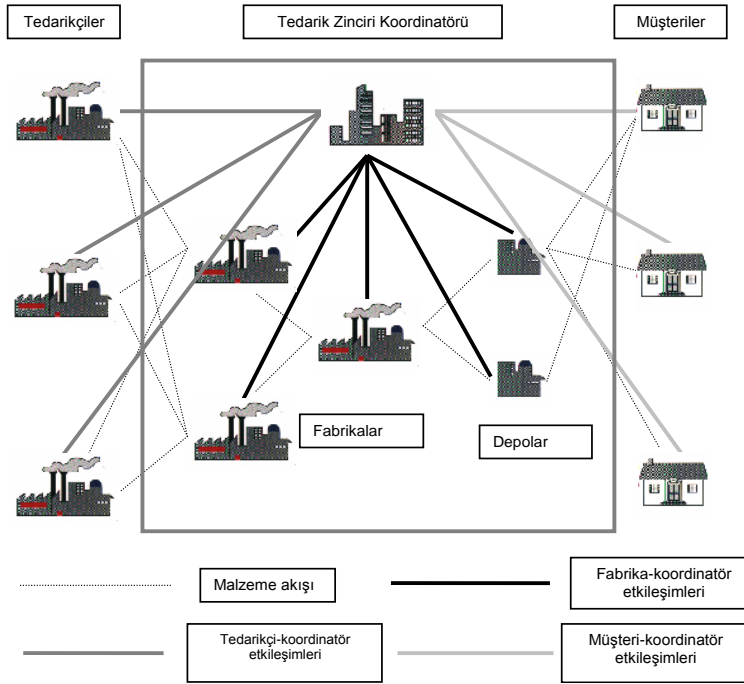 Tedarikçiler
Tedarik Zinciri Koordinatörü
Müşteriler
Fabrikalar
Depolar
Malzeme akışı
Fabrika-koordinatör
etkileşimleri
Tedarikçi-koordinatör
etkileşimleri
Müşteri-koordinatör
etkileşimleri